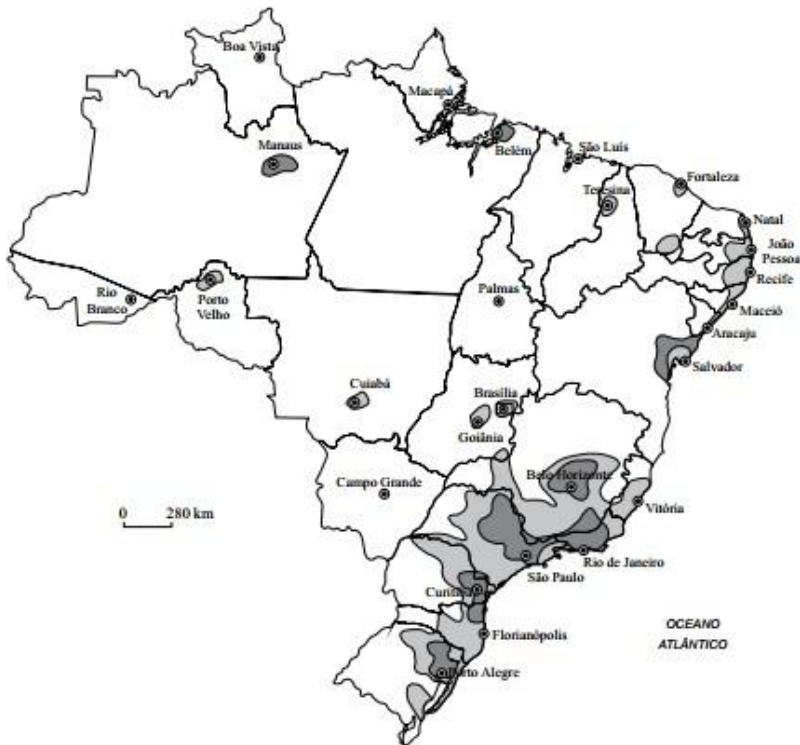 Boa Vista
Macapá
Manaus
Belém
São Luís
Fortaleza
Teresina
Natal
João
Pessoa
Recife
Rio
Branco
Porto
Velho
Palmas
Maceió
Aracaju
Salvador
Cuiabá
Brasília
Goiânia
Belo Horizonte
Campo Grande
Vitória
0 280 km
São Paulo
Rio de Janeiro
Curitiba
Florianópolis
OCEANO
ATLÂNTICO
Porto Alegre